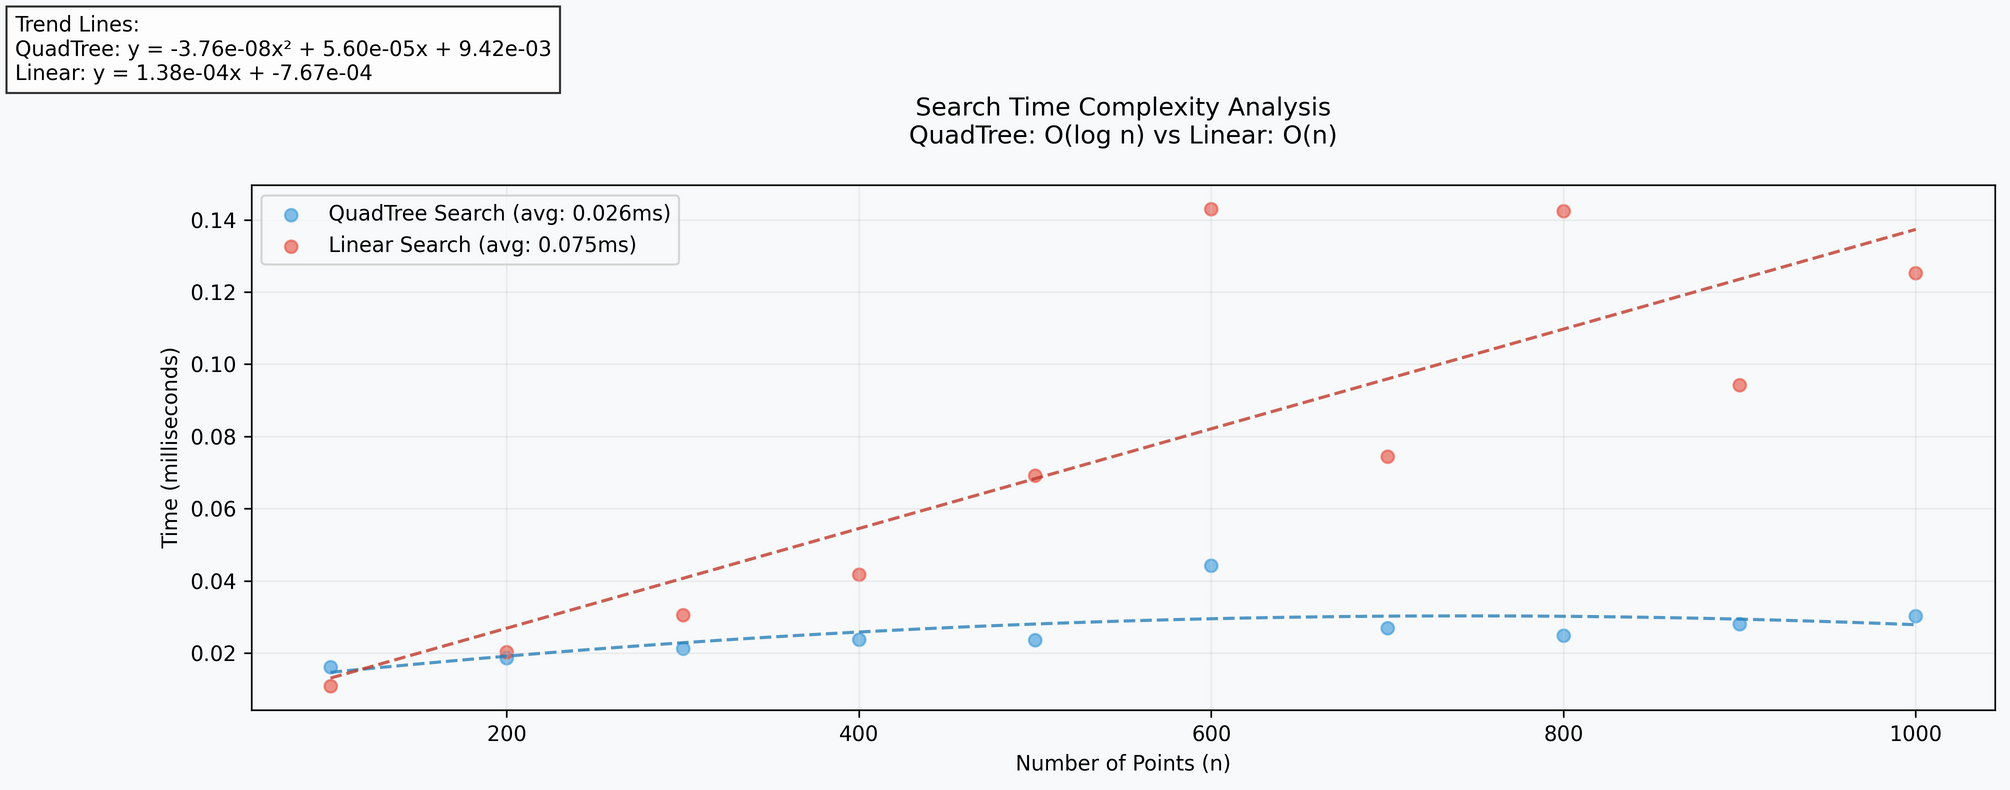 Trend Lines:
QuadTree: y = -3.76e-08x² + 5.60e-05x + 9.42e-03
Linear: y = 1.38e-04x + -7.67e-04
Search Time Complexity Analysis
QuadTree: O(log n) vs Linear: O(n)
QuadTree Search (avg: 0.026ms)
Linear Search (avg: 0.075ms)
0.14
0.12
0.10
0.08
0.06
0.04
0.02
Time (milliseconds)
200 400 600 800 1000
Number of Points (n)